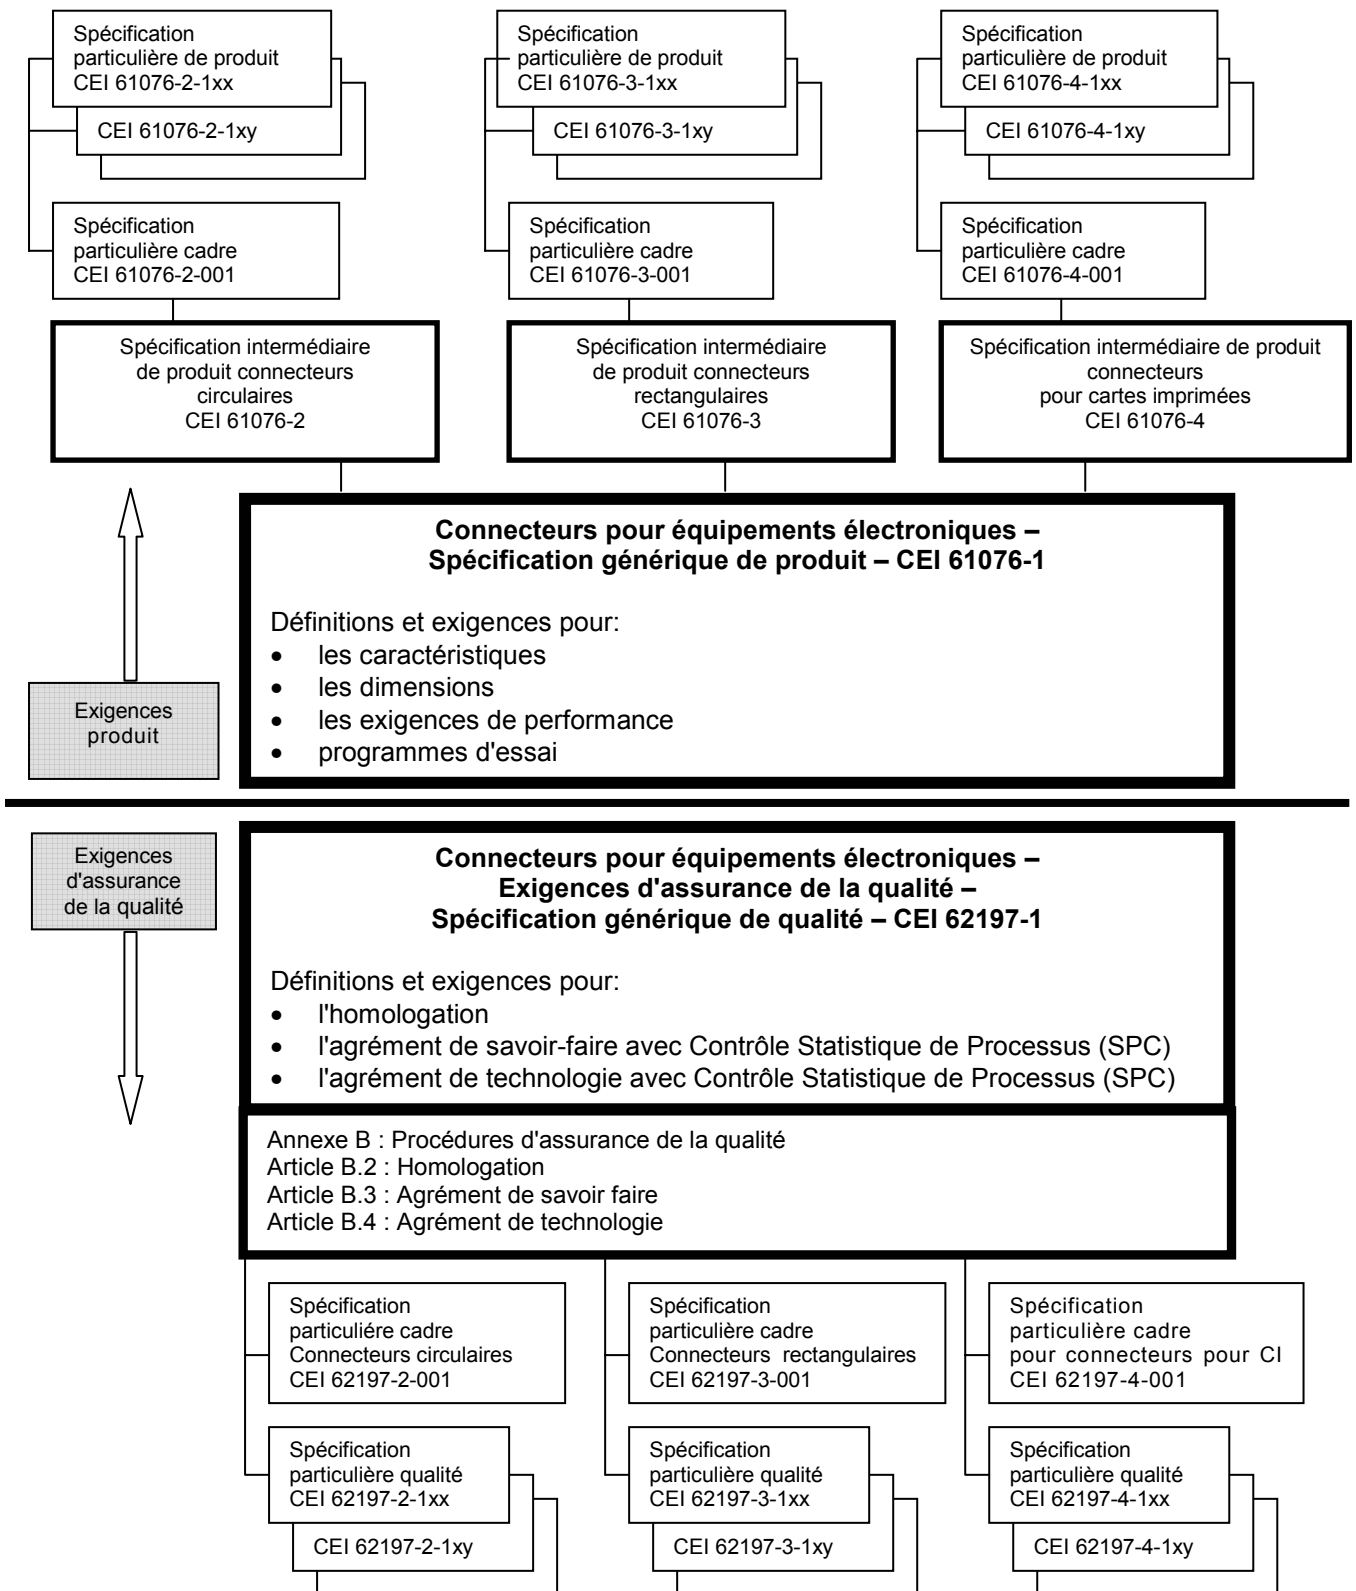 Spécification
particulière de produit
CEI 61076-2-1xx
CEI 61076-2-1xy
Spécification
particulière de produit
CEI 61076-3-1xx
CEI 61076-3-1xy
Spécification
particulière de produit
CEI 61076-4-1xx
CEI 61076-4-1xy
Spécification
particulière cadre
CEI 61076-2-001
Spécification
particulière cadre
CEI 61076-3-001
Spécification
particulière cadre
CEI 61076-4-001
Spécification intermédiaire
de produit connecteurs
circulaires
CEI 61076-2
Spécification intermédiaire
de produit connecteurs
rectangulaires
CEI 61076-3
Spécification intermédiaire de produit
connecteurs
pour cartes imprimées
CEI 61076-4
Exigences
produit
Connecteurs pour équipements électroniques –
Spécification générique de produit – CEI 61076-1
Définitions et exigences pour:
• les caractéristiques
• les dimensions
• les exigences de performance
• programmes d'essai
Exigences
d'assurance
de la qualité
Connecteurs pour équipements électroniques –
Exigences d'assurance de la qualité –
Spécification générique de qualité – CEI 62197-1
Définitions et exigences pour:
• l'homologation
• l'agrément de savoir-faire avec Contrôle Statistique de Processus (SPC)
• l'agrément de technologie avec Contrôle Statistique de Processus (SPC)
Annexe B : Procédures d'assurance de la qualité
Article B.2 : Homologation
Article B.3 : Agrément de savoir faire
Article B.4 : Agrément de technologie
Spécification
particuliére cadre
Connecteurs circulaires
CEI 62197-2-001
Spécification
particulière cadre
Connecteurs rectangulaires
CEI 62197-3-001
Spécification
particulière cadre
pour connecteurs pour CI
CEI 62197-4-001
Spécification
particulière qualité
CEI 62197-2-1xx
CEI 62197-2-1xy
Spécification
particulière qualité
CEI 62197-3-1xx
CEI 62197-3-1xy
Spécification
particulière qualité
CEI 62197-4-1xx
CEI 62197-4-1xy